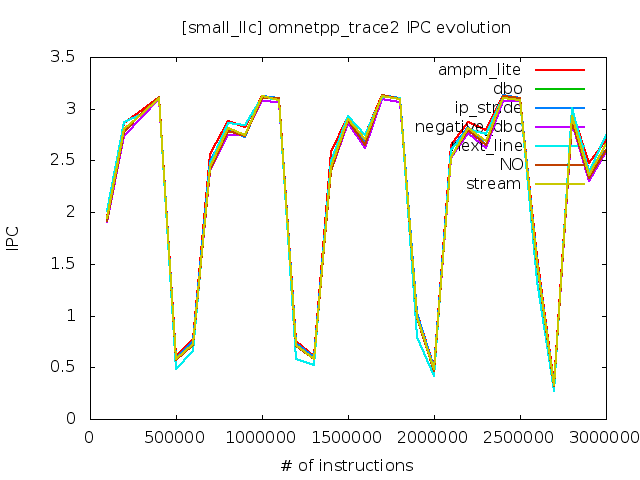 [small_llc] omnetpp_trace2 IPC evolution
3.5
3
2.5
2
1.5
1
0.5
0
IPC
ampm_lite
dbo
ip_stride
negative_dbo
next_line
NO
stream
0
500000
1000000
1500000
2000000
2500000
3000000
# of instructions